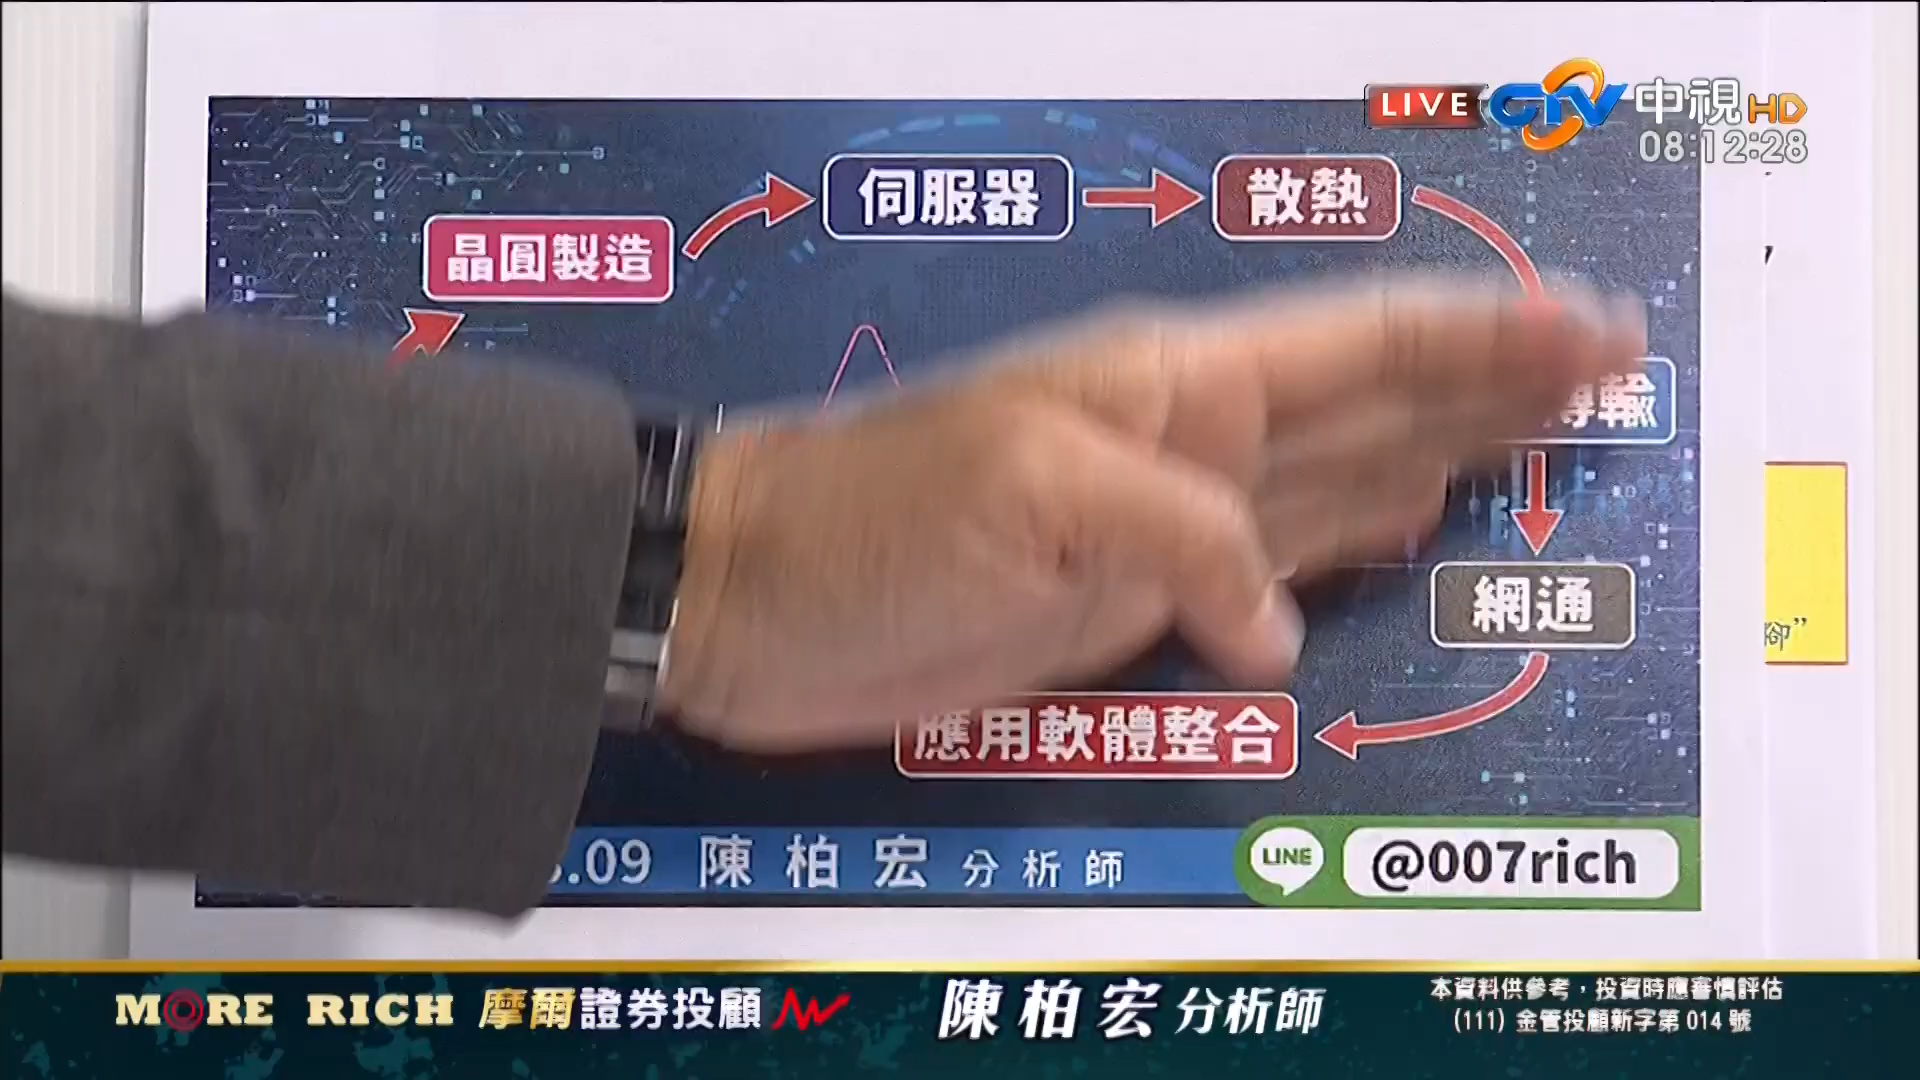 LIVE CTV 中視HD
08:12:28
伺服器
散熱
晶圓製造
傳輸
網通
應用軟體整合
.09 陳柏宏 分析師
LINE @007rich
腳”
MORE RICH 摩爾證券投顧
陳柏宏 分析師
本資料供參考，投資時應審慎評估
(111) 金管投顧新字第 014 號